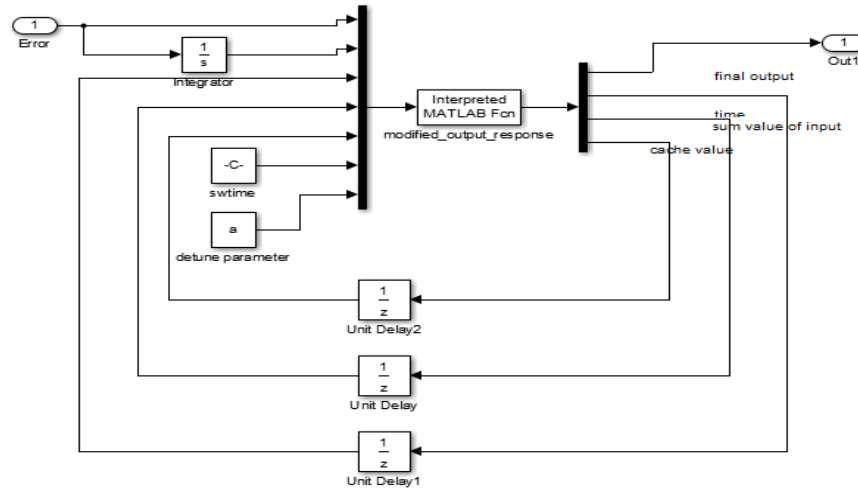 1
Error
1
s
Integrator
-C-
swtime
a
detune parameter
Interpreted
MATLAB Fcn
modified_output_response
1
Out1
final output
time
sum value of input
cache value
1
z
Unit Delay2
1
z
Unit Delay
1
z
Unit Delay1